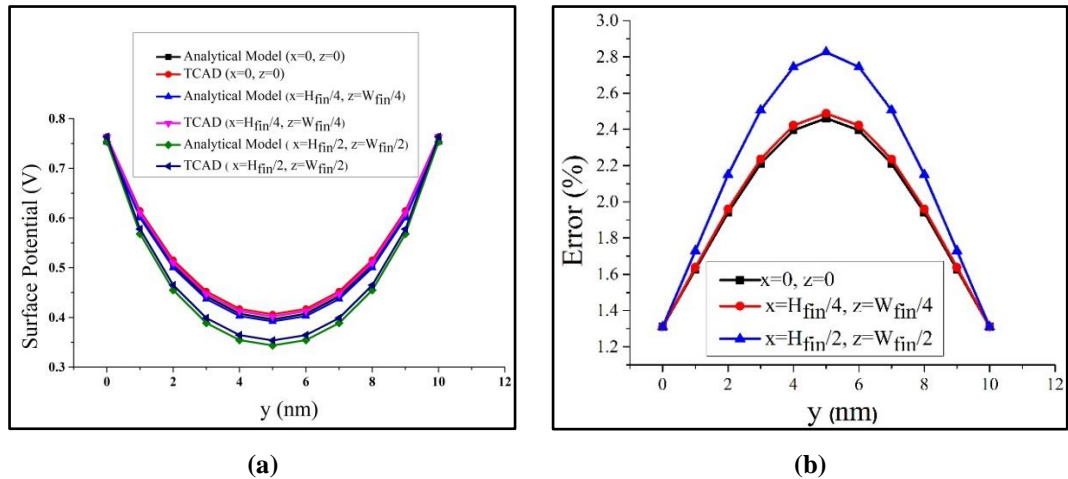 Analytical Model (x=0, z=0)
TCAD (x=0, z=0)
Analytical Model (x=Hfin/4, z=Wfin/4)
TCAD (x=Hfin/4, z=Wfin/4)
Analytical Model ( x=Hfin/2, z=Wfin/2)
TCAD ( x=Hfin/2, z=Wfin/2)
0.8
0.7
0.6
0.5
0.4
0.3
Surface Potential (V)
0 2 4 6 8 10 12
y (nm)
(a)
3.0
2.8
2.6
2.4
2.2
2.0
1.8
1.6
1.4
1.2
Error (%)
x=0, z=0
x=Hfin/4, z=Wfin/4
x=Hfin/2, z=Wfin/2
0 2 4 6 8 10 12
y (nm)
(b)